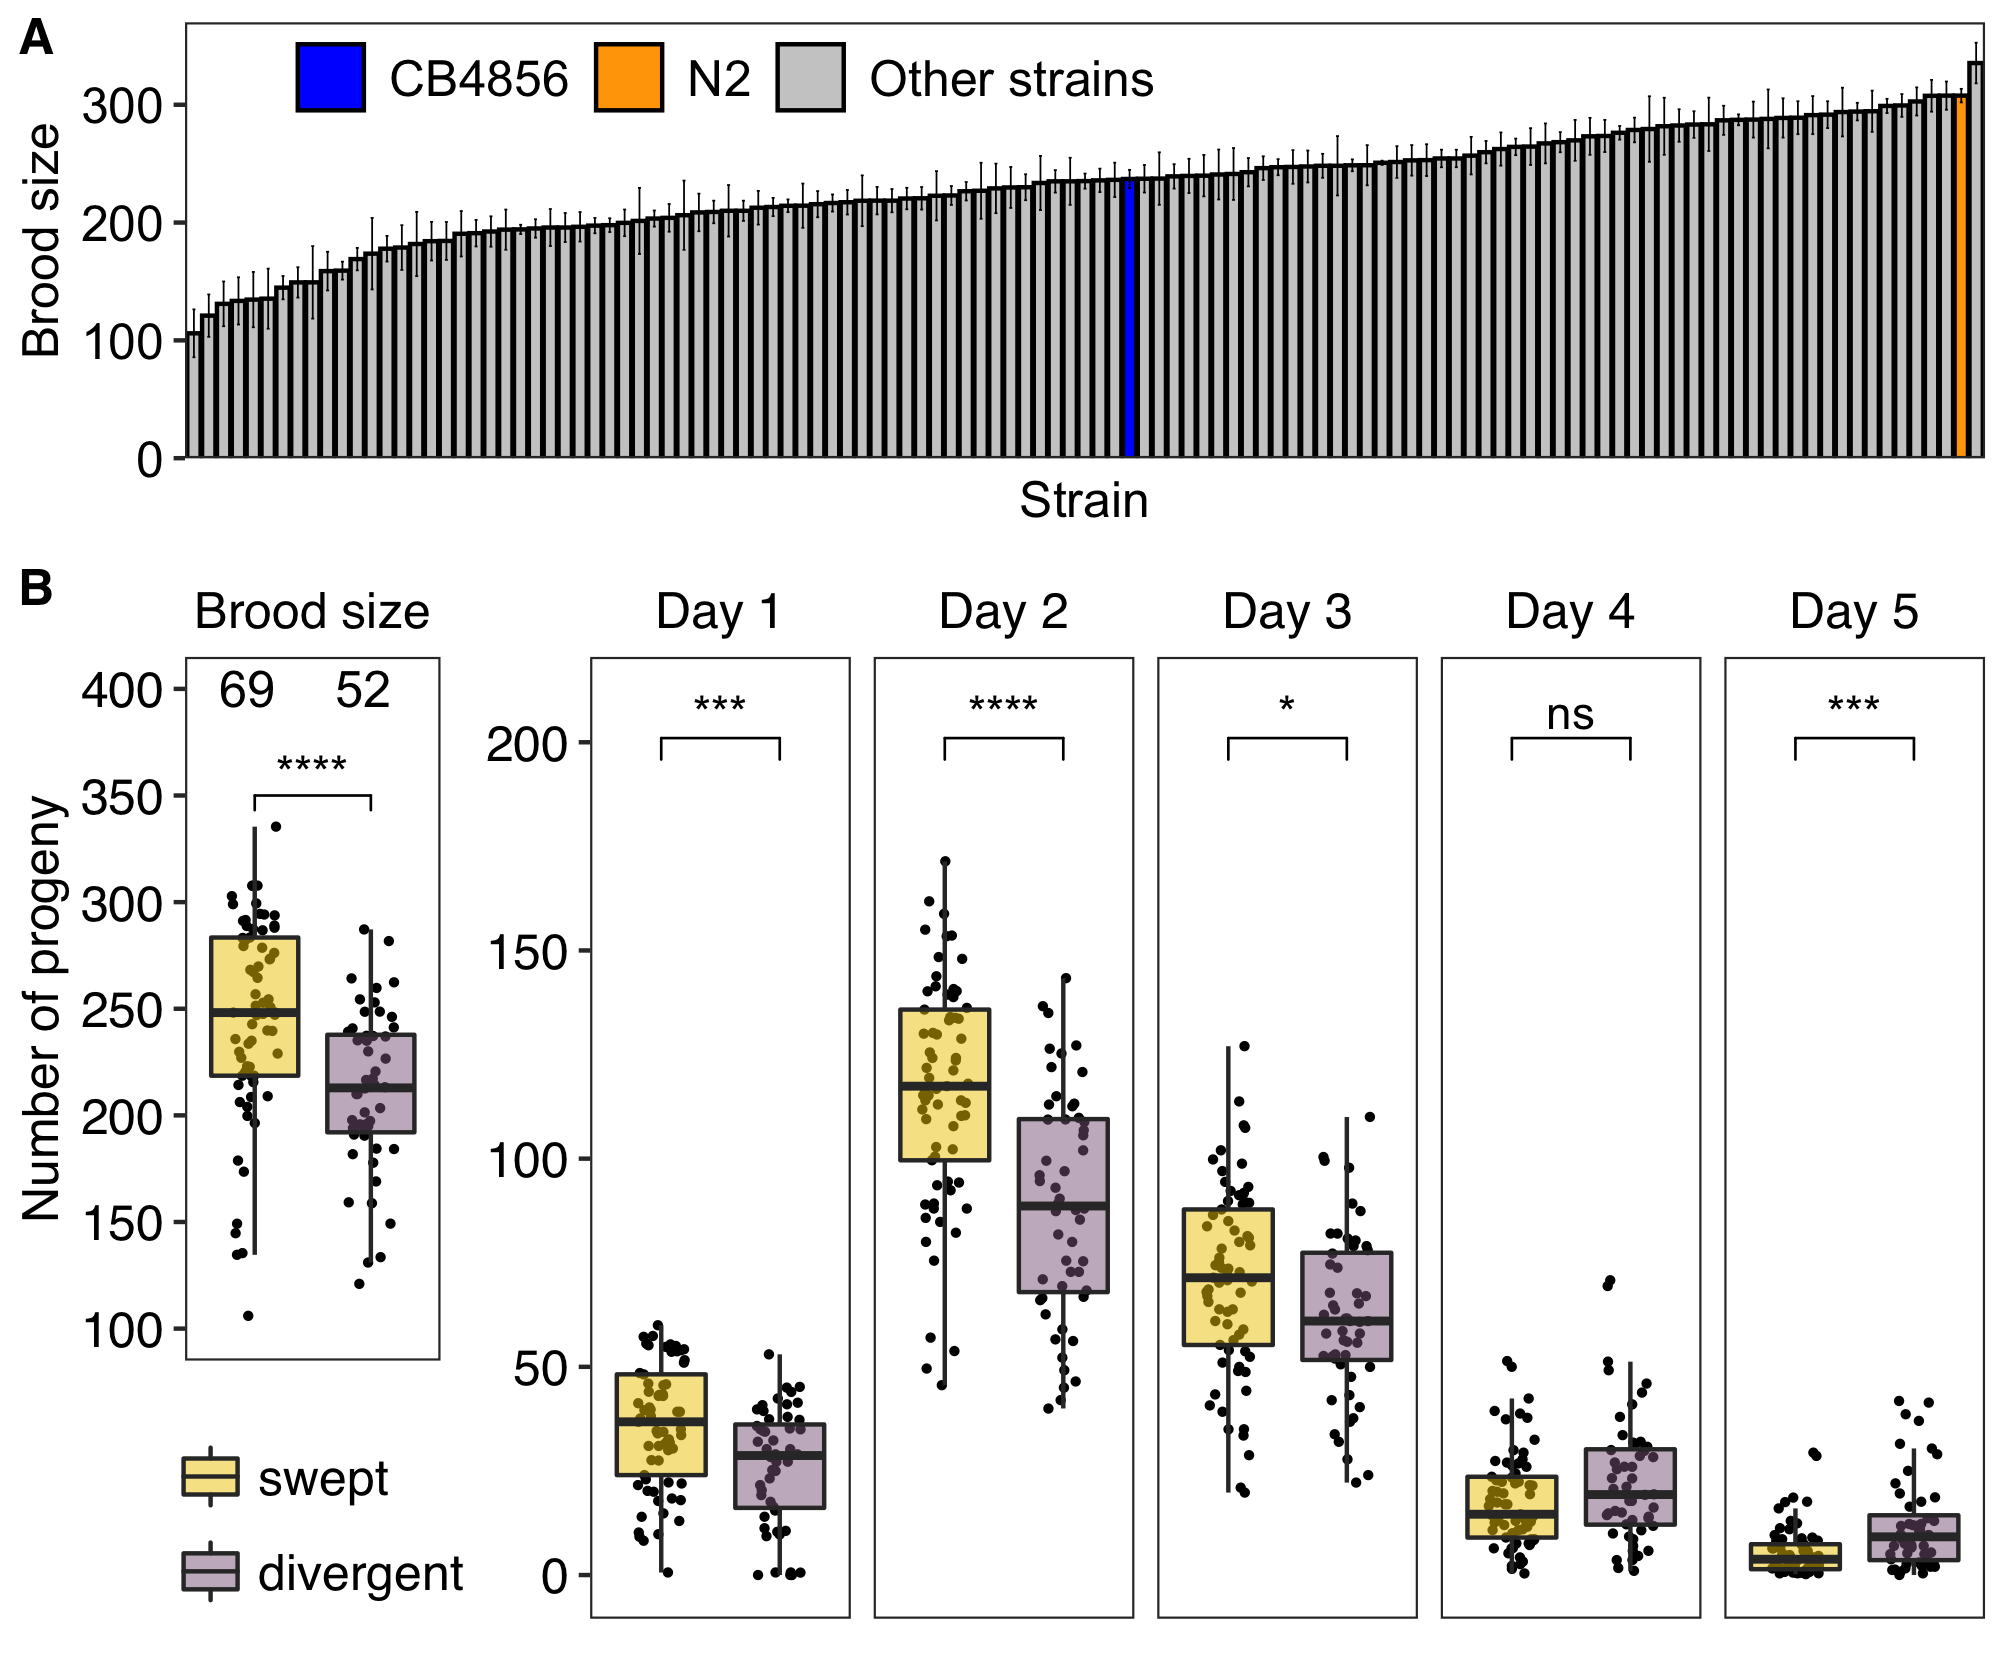 A
CB4856 N2 Other strains
Brood size
300
200
100
0
Strain
B
Brood size Day 1 Day 2 Day 3 Day 4 Day 5
69 52
**** *** **** * ns ***
Number of progeny
400
350
300
250
200
150
100
200
150
100
50
0
swept
divergent